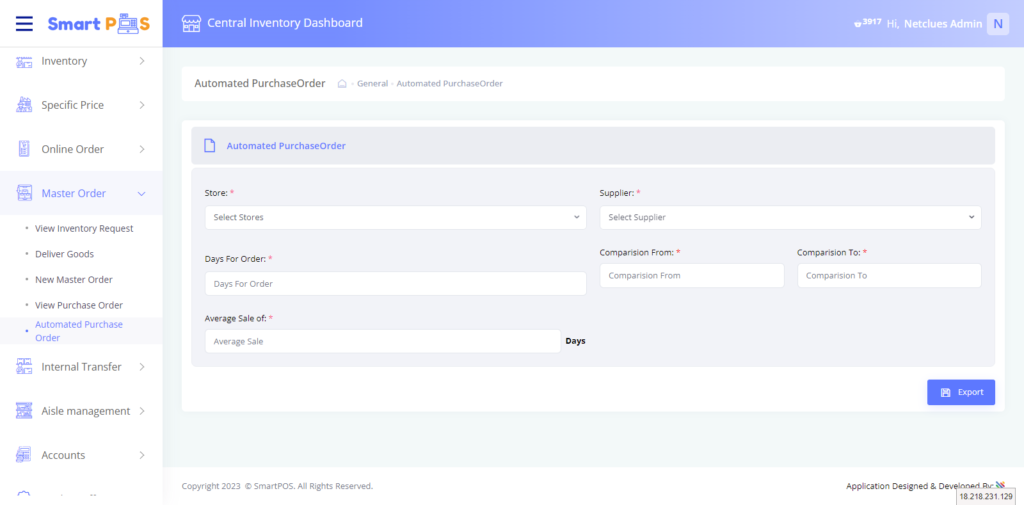 Smart POS
Central Inventory Dashboard
3917 Hi, Netclues Admin N
Inventory
Specific Price
Online Order
Master Order
View Inventory Request
Deliver Goods
New Master Order
View Purchase Order
Automated Purchase
Order
Internal Transfer
Aisle management
Accounts
Automated PurchaseOrder - General - Automated PurchaseOrder
Automated PurchaseOrder
Store: *
Select Stores
Supplier: *
Select Supplier
Days For Order: *
Days For Order
Comparision From: *
Comparision From
Comparision To: *
Comparision To
Average Sale of: *
Average Sale Days
Export
Copyright 2023 © SmartPOS. All Rights Reserved.
Application Designed & Developed By:
18.218.231.129